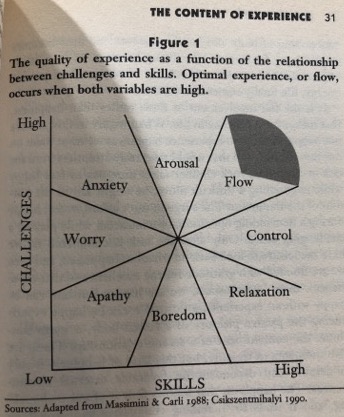 THE CONTENT OF EXPERIENCE 31
Figure 1
The quality of experience as a function of the relationship
between challenges and skills. Optimal experience, or flow,
occurs when both variables are high.
High
Arousal
Anxiety
Flow
CHALLENGES
Worry
Control
Apathy
Relaxation
Boredom
Low
High
SKILLS
Sources: Adapted from Massimini & Carli 1988; Csikszentmihalyi 1990.